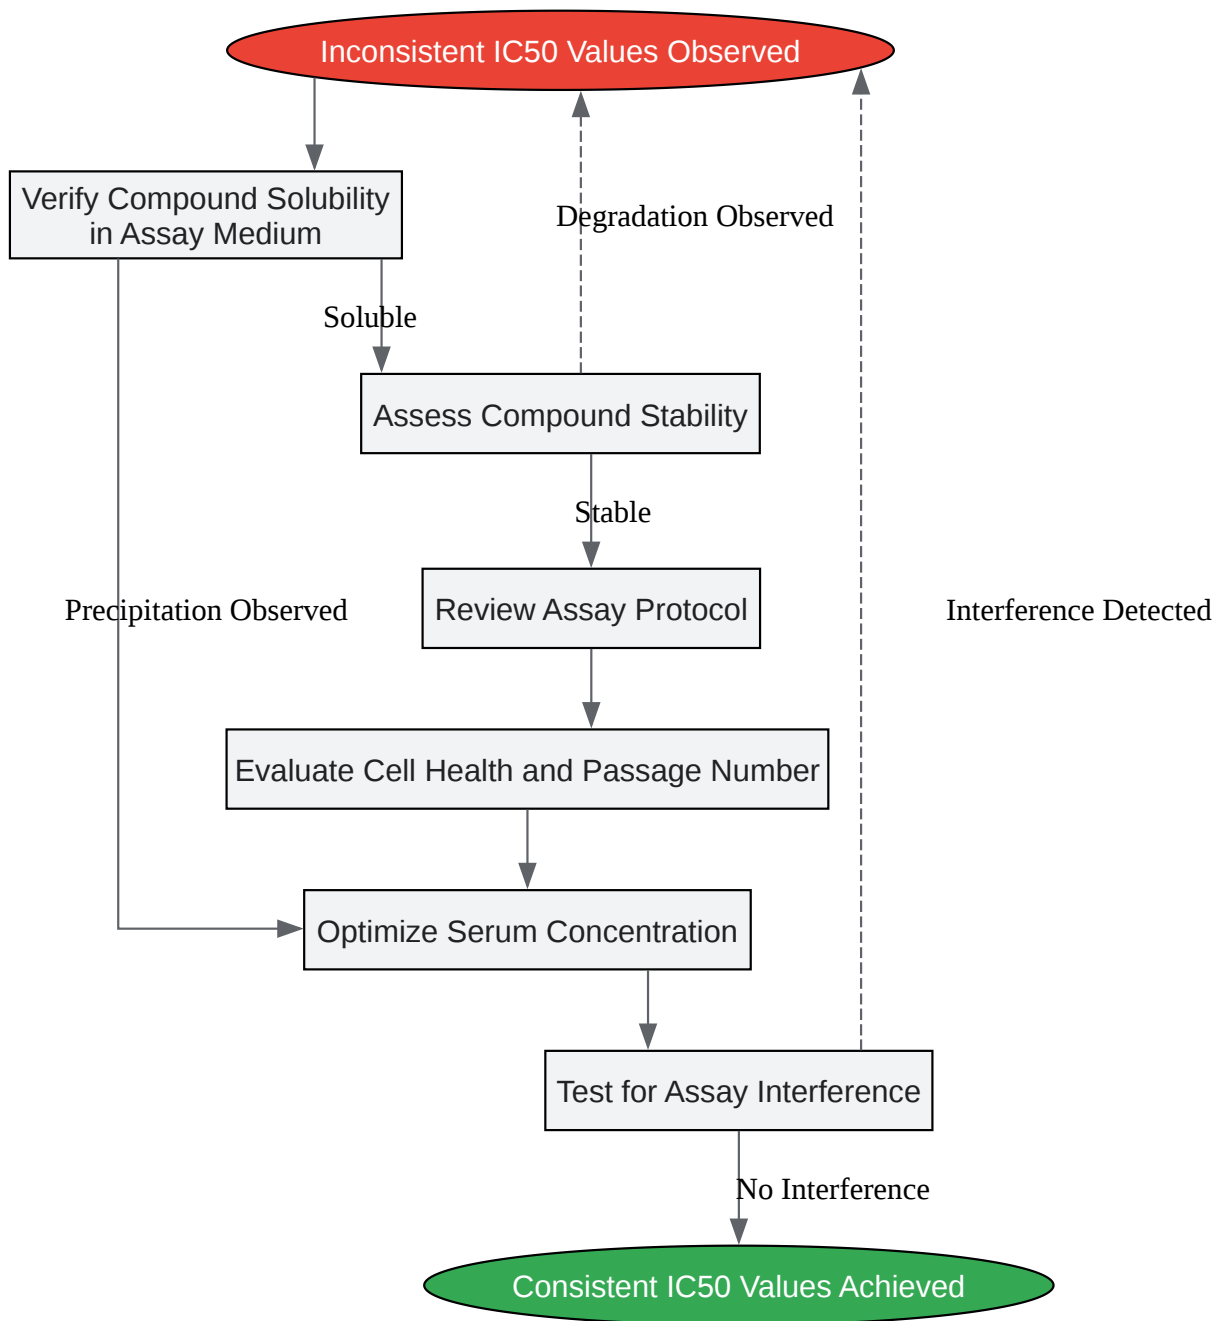 Inconsistent IC50 Values Observed
Verify Compound Solubility
in Assay Medium
Degradation Observed
Soluble
Assess Compound Stability
Stable
Review Assay Protocol
Precipitation Observed
Interference Detected
Evaluate Cell Health and Passage Number
Optimize Serum Concentration
Test for Assay Interference
No Interference
Consistent IC50 Values Achieved